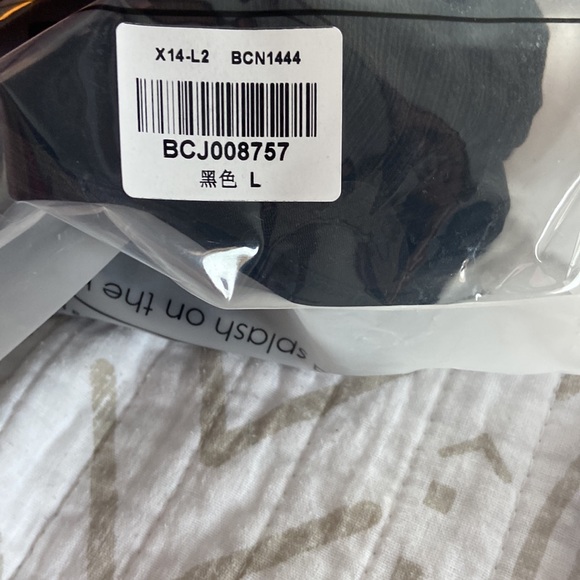 X14-L2 BCN1444
BCJ008757
黑色 L
splash on the